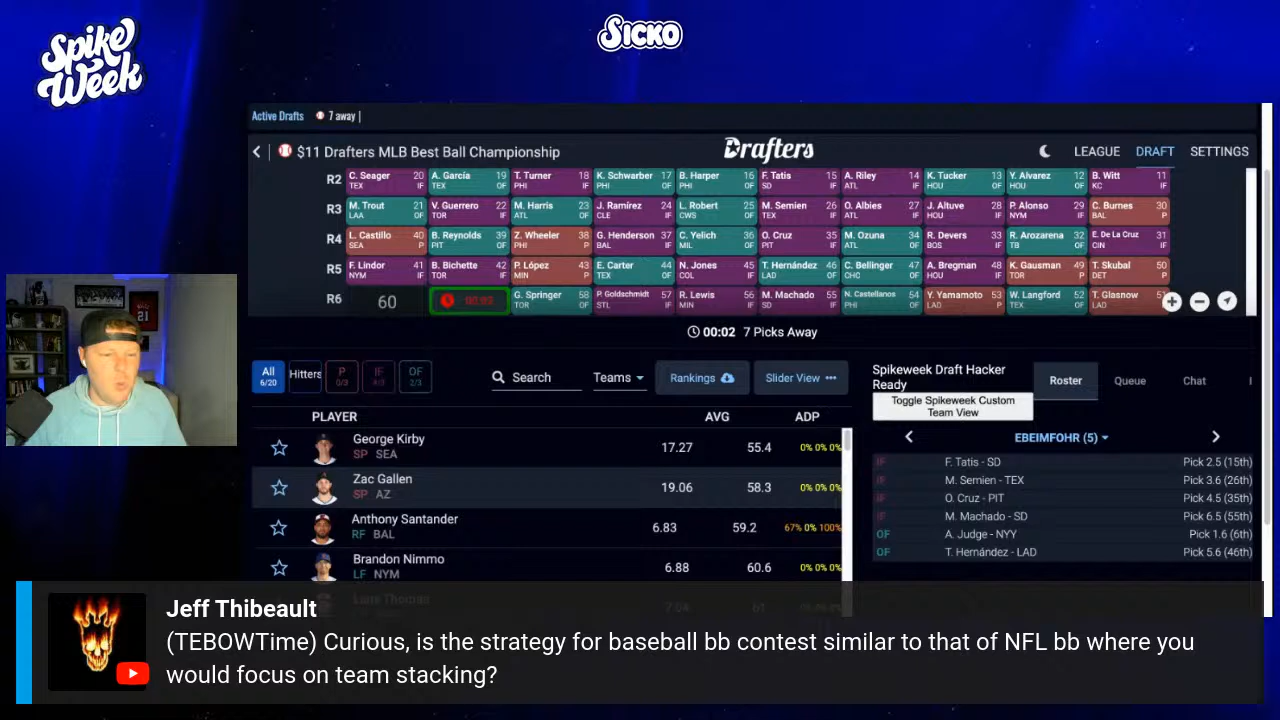 Spike Week
SICKO
Active Drafts 7 away |
$11 Drafters MLB Best Ball Championship
Drafters
LEAGUE DRAFT SETTINGS
R2 C. Seager 20 TEX IF A. García 19 TEX OF T. Turner 18 PHI IF K. Schwarber 17 PHI OF B. Harper 16 PHI OF F. Tatis 15 SD IF A. Riley 14 ATL IF K. Tucker 13 HOU OF Y. Alvarez 12 HOU OF B. Witt 11 KC IF
R3 M. Trout 21 LAA OF V. Guerrero 22 TOR IF M. Harris 23 ATL OF J. Ramírez 24 CLE IF L. Robert 25 CWS OF M. Semien 26 TEX IF O. Albies 27 ATL IF J. Altuve 28 HOU IF P. Alonso 29 NYM IF C. Burnes 30 BAL P
R4 L. Castillo 40 SEA P B. Reynolds 39 PIT OF Z. Wheeler 38 PHI P G. Henderson 37 BAL IF C. Yelich 36 MIL OF O. Cruz 35 PIT IF M. Ozuna 34 ATL OF R. Devers 33 BOS IF R. Arozarena 32 TB OF E. De La Cruz 31 CIN IF
R5 F. Lindor 41 NYM IF B. Bichette 42 TOR IF P. López 43 MIN P E. Carter 44 TEX OF N. Jones 45 COL OF T. Hernández 46 LAD OF C. Bellinger 47 CHC OF A. Bregman 48 HOU IF K. Gausman 49 TOR P T. Skubal 50 DET P
R6 60 G. Springer 58 TOR OF P. Goldschmidt 57 STL IF R. Lewis 56 MIN IF M. Machado 55 SD IF N. Castellanos 54 PHI OF Y. Yamamoto 53 LAD P W. Langford 52 TEX OF T. Glasnow LAD P
00:02 7 Picks Away
All 6/20 Hitters P 0/3 IF 4/3 OF 2/3 Search Teams Rankings Slider View
PLAYER AVG ADP
George Kirby SP SEA 17.27 55.4 0% 0% 0%
Zac Gallen SP AZ 19.06 58.3 0% 0% 0%
Anthony Santander RF BAL 6.83 59.2 67% 0% 100%
Brandon Nimmo LF NYM 6.88 60.6 0% 0% 0%
Spikeweek Draft Hacker
Ready
Toggle Spikeweek Custom
Team View
Roster Queue Chat
EBEIMFOHR (5)
IF F. Tatis - SD Pick 2.5 (15th)
IF M. Semien - TEX Pick 3.6 (26th)
IF O. Cruz - PIT Pick 4.5 (35th)
IF M. Machado - SD Pick 6.5 (55th)
OF A. Judge - NYY Pick 1.6 (6th)
OF T. Hernández - LAD Pick 5.6 (46th)
Jeff Thibeault
(TEBOWTime) Curious, is the strategy for baseball bb contest similar to that of NFL bb where you
would focus on team stacking?